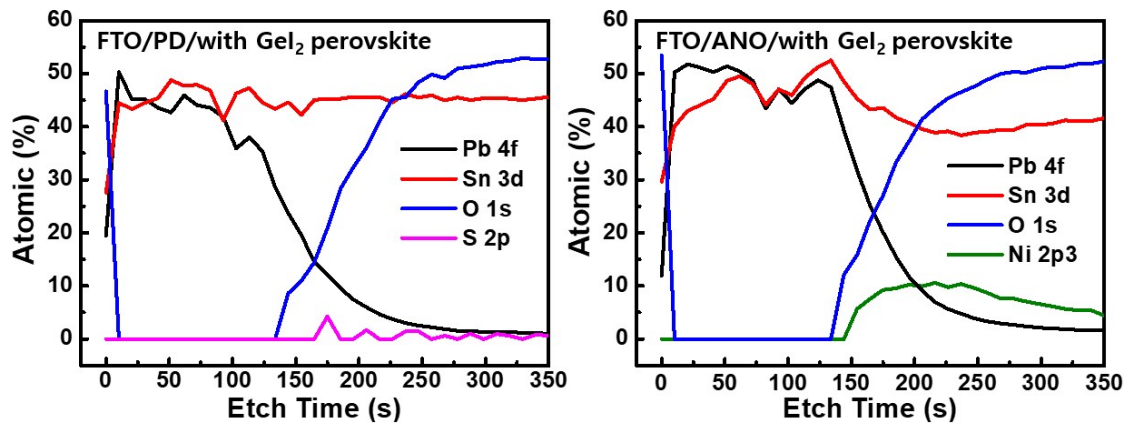 FTO/PD/with GeI₂ perovskite
Atomic (%)
60
50
40
30
20
10
0
Pb 4f
Sn 3d
O 1s
S 2p
0 50 100 150 200 250 300 350
Etch Time (s)
FTO/ANO/with GeI₂ perovskite
Atomic (%)
60
50
40
30
20
10
0
Pb 4f
Sn 3d
O 1s
Ni 2p3
0 50 100 150 200 250 300 350
Etch Time (s)